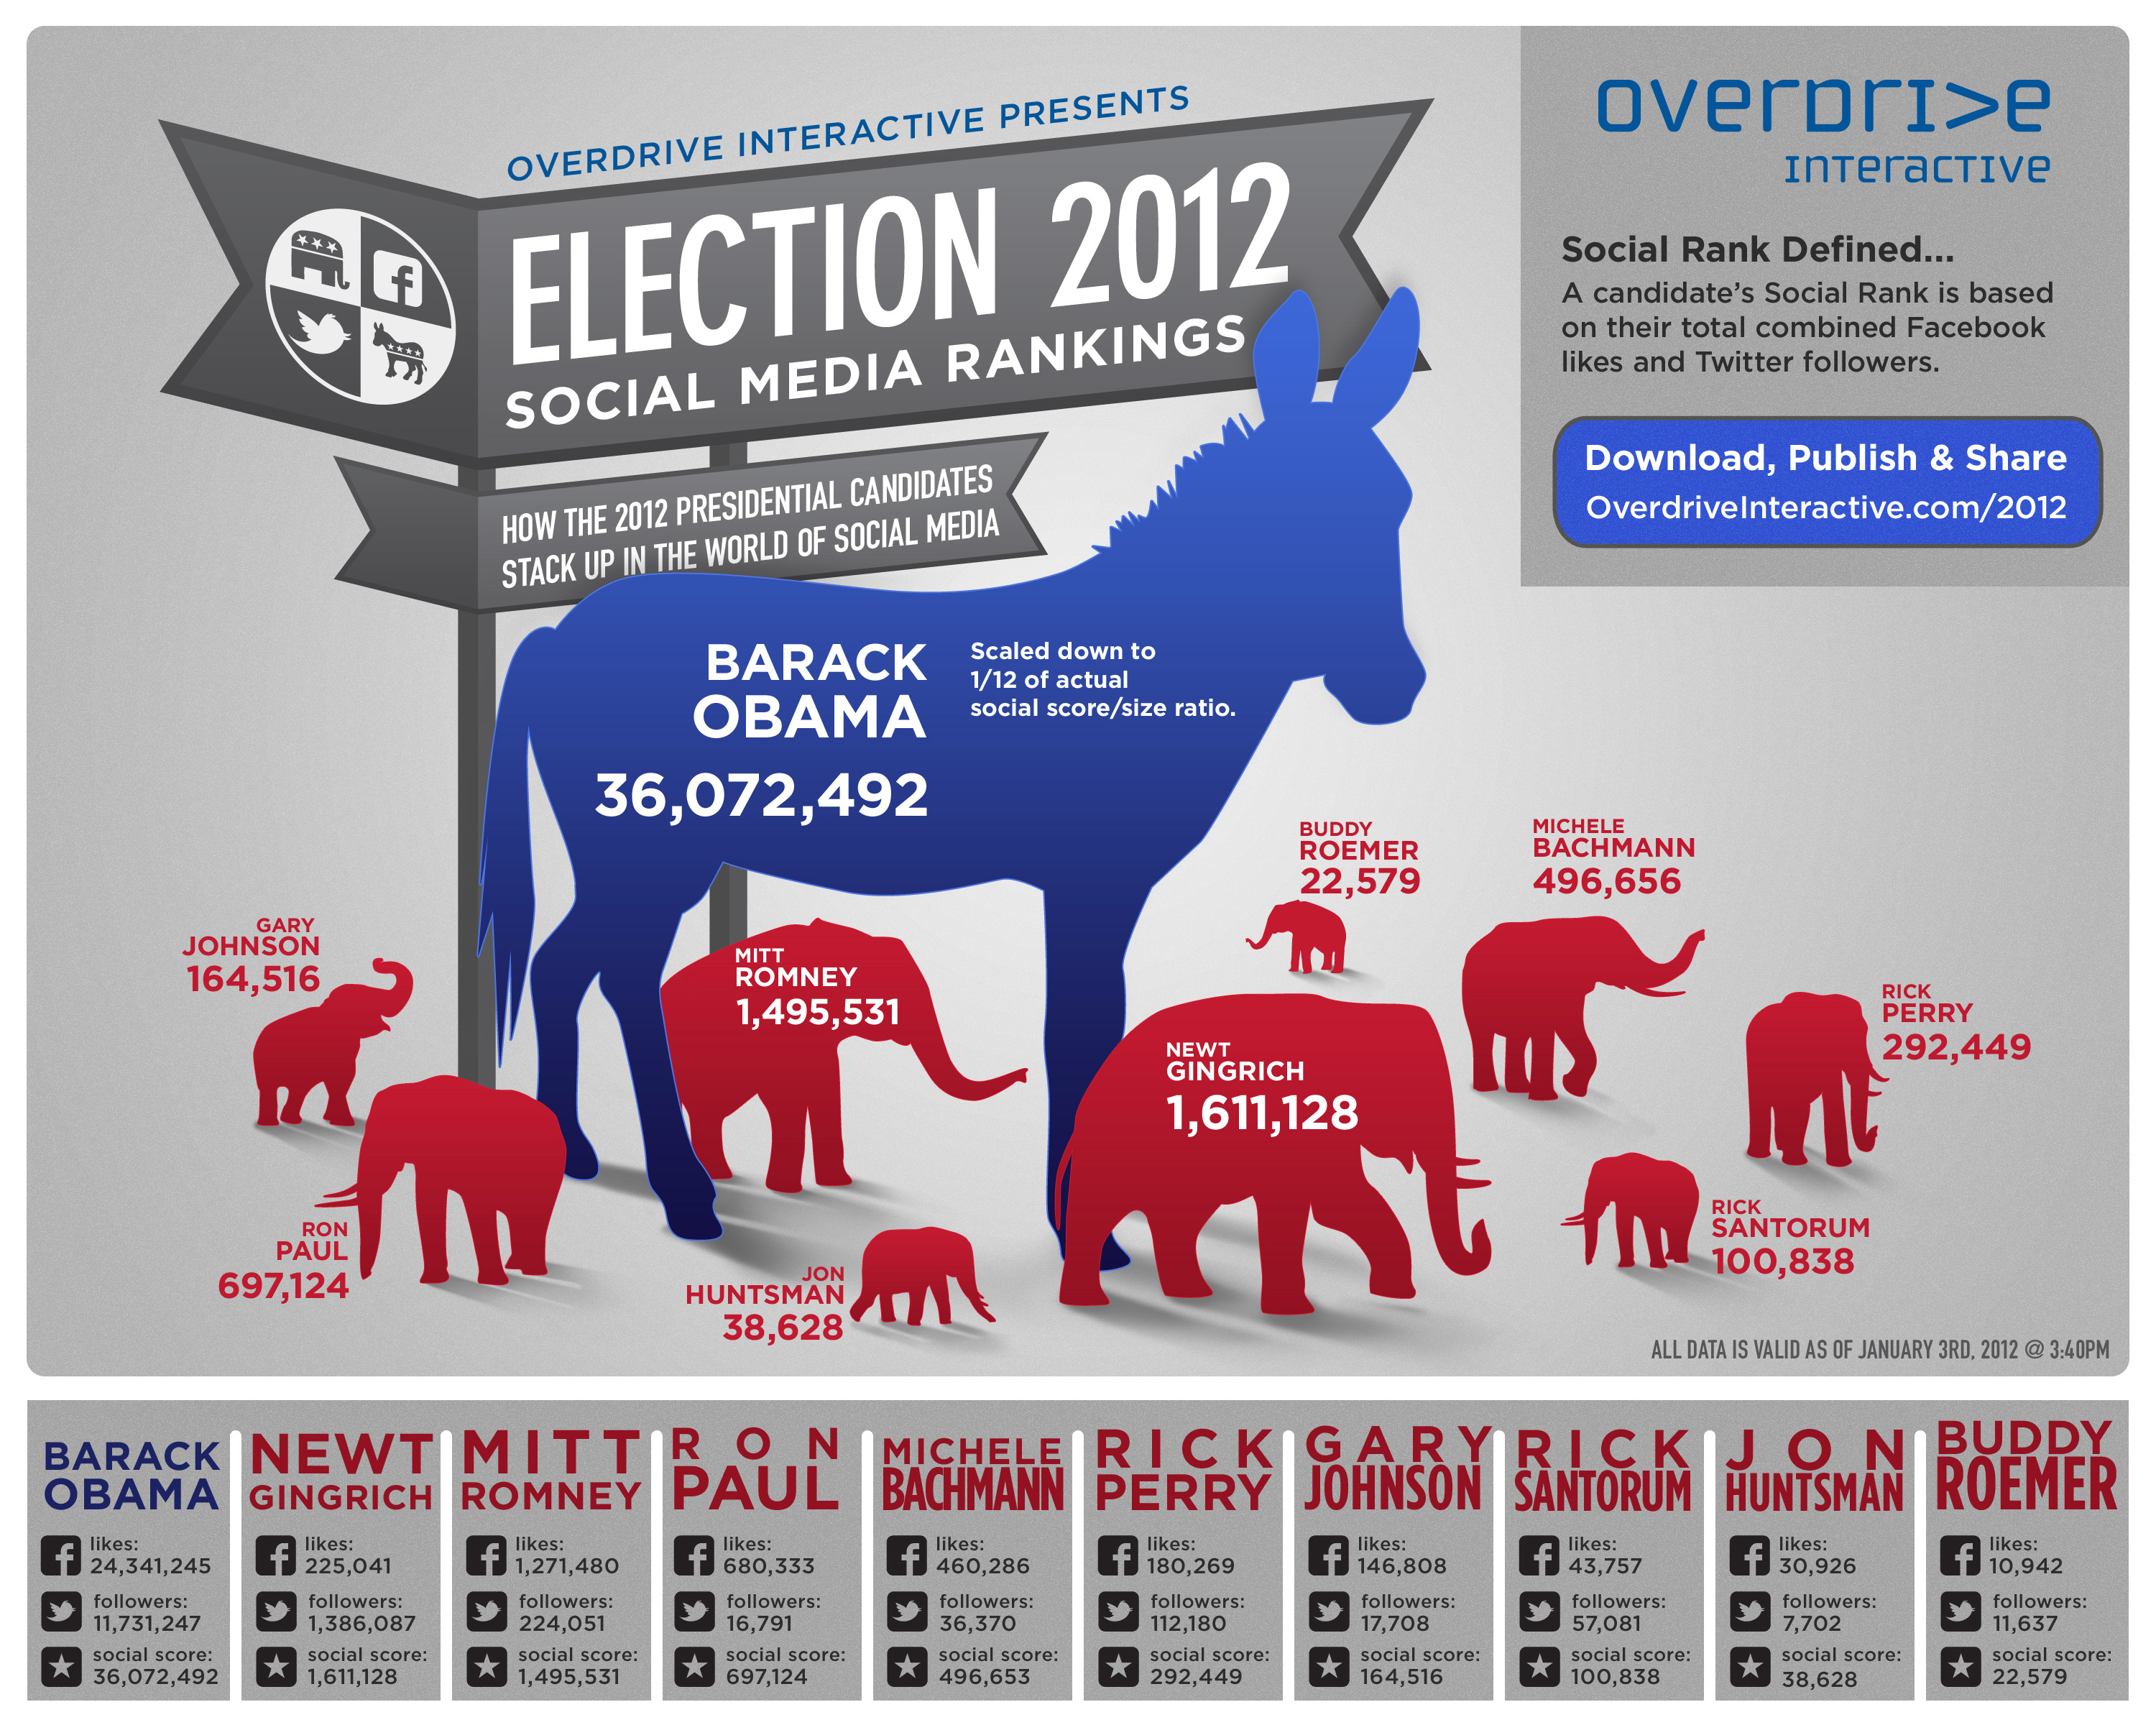 OVERDRIVE INTERACTIVE PRESENTS
ELECTION 2012
SOCIAL MEDIA RANKINGS
HOW THE 2012 PRESIDENTIAL CANDIDATES
STACK UP IN THE WORLD OF SOCIAL MEDIA
OVERDRI>E
INTERACTIVE
Social Rank Defined...
A candidate's Social Rank is based
on their total combined Facebook
likes and Twitter followers.
Download, Publish & Share
OverdriveInteractive.com/2012
BARACK
OBAMA
36,072,492
Scaled down to
1/12 of actual
social score/size ratio.
BUDDY
ROEMER
22,579
MICHELE
BACHMANN
496,656
GARY
JOHNSON
164,516
MITT
ROMNEY
1,495,531
NEWT
GINGRICH
1,611,128
RICK
PERRY
292,449
RON
PAUL
697,124
JON
HUNTSMAN
38,628
RICK
SANTORUM
100,838
ALL DATA IS VALID AS OF JANUARY 3RD, 2012 @ 3:40PM
BARACK
OBAMA
likes:
24,341,245
followers:
11,731,247
social score:
36,072,492
NEWT
GINGRICH
likes:
225,041
followers:
1,386,087
social score:
1,611,128
MITT
ROMNEY
likes:
1,271,480
followers:
224,051
social score:
1,495,531
RON
PAUL
likes:
680,333
followers:
16,791
social score:
697,124
MICHELE
BACHMANN
likes:
460,286
followers:
36,370
social score:
496,653
RICK
PERRY
likes:
180,269
followers:
112,180
social score:
292,449
GARY
JOHNSON
likes:
146,808
followers:
17,708
social score:
164,516
RICK
SANTORUM
likes:
43,757
followers:
57,081
social score:
100,838
JON
HUNTSMAN
likes:
30,926
followers:
7,702
social score:
38,628
BUDDY
ROEMER
likes:
10,942
followers:
11,637
social score:
22,579